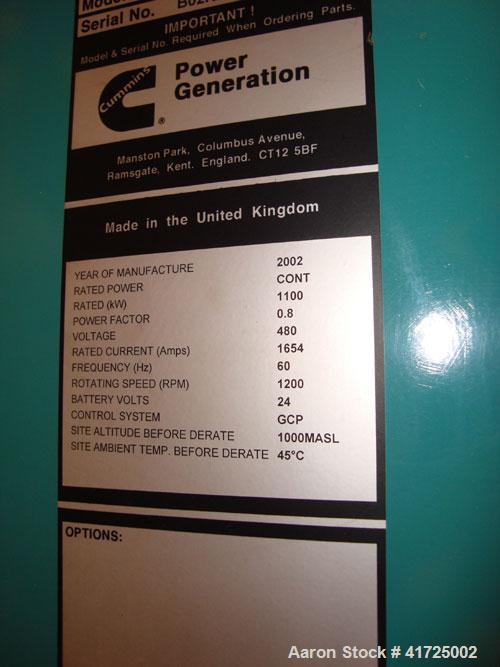 Serial No.
IMPORTANT !
Model & Serial No. Required When Ordering Parts.
Cummins
Power
Generation
®
Manston Park, Columbus Avenue,
Ramsgate, Kent. England. CT12 5BF
Made in the United Kingdom
YEAR OF MANUFACTURE 2002
RATED POWER CONT
RATED (kW) 1100
POWER FACTOR 0.8
VOLTAGE 480
RATED CURRENT (Amps) 1654
FREQUENCY (Hz) 60
ROTATING SPEED (RPM) 1200
BATTERY VOLTS 24
CONTROL SYSTEM GCP
SITE ALTITUDE BEFORE DERATE 1000MASL
SITE AMBIENT TEMP. BEFORE DERATE 45°C
OPTIONS:
Aaron Stock # 41725002